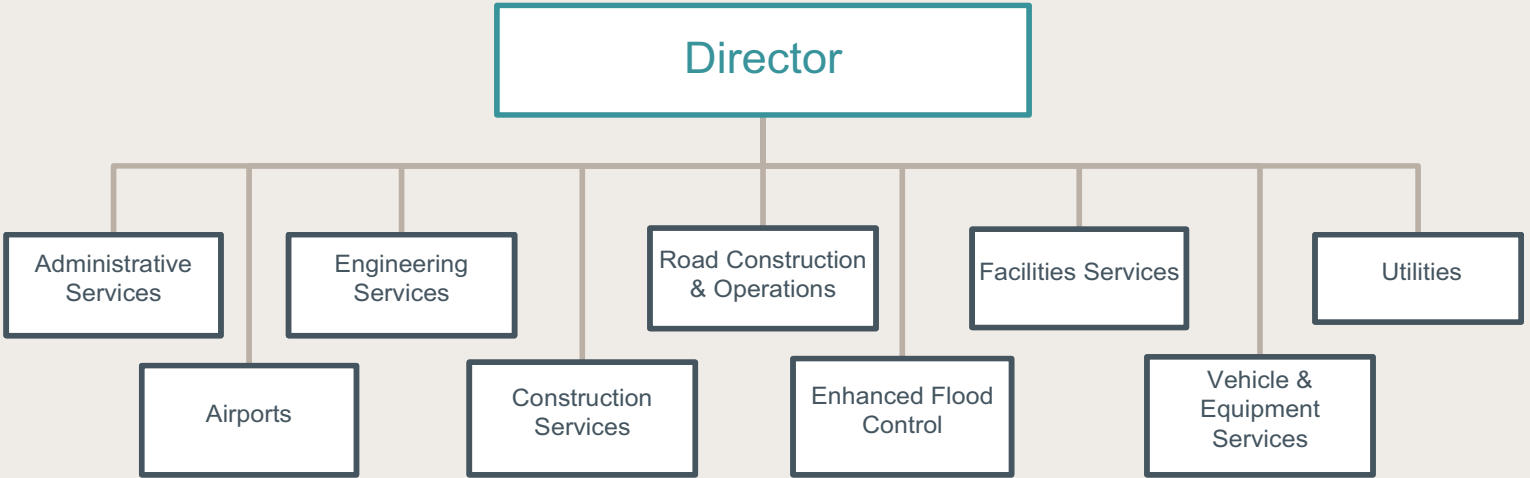 Director
Administrative
Services
Engineering
Services
Road Construction
& Operations
Facilities Services
Utilities
Airports
Construction
Services
Enhanced Flood
Control
Vehicle &
Equipment
Services